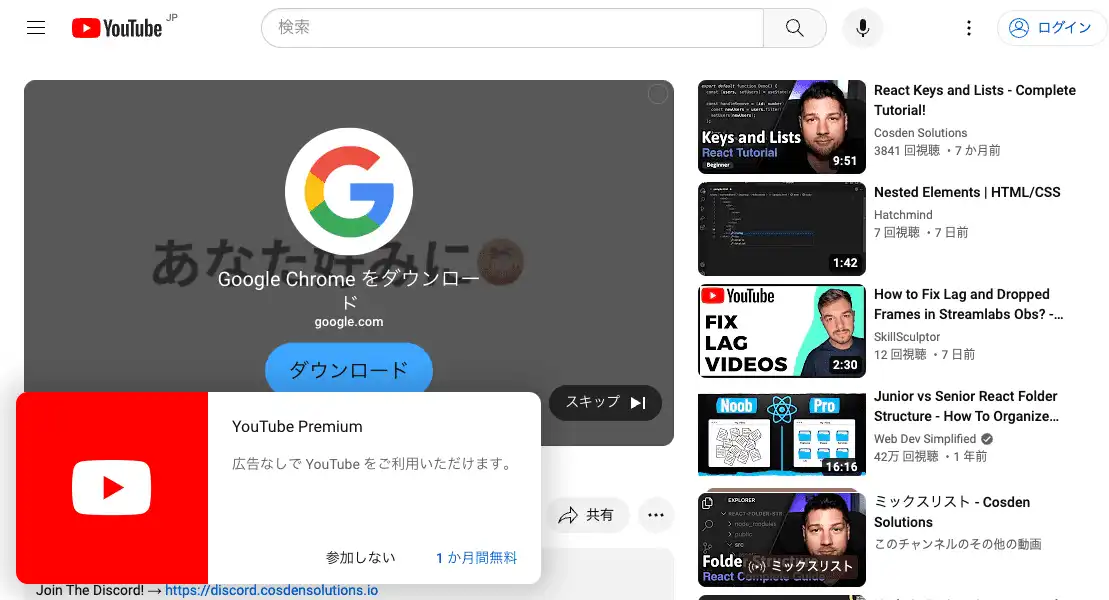 YouTube JP
検索
ログイン
あなた好みに
Google Chrome をダウンロー
ド
google.com
ダウンロード
スキップ
YouTube Premium
広告なしで YouTube をご利用いただけます。
参加しない
1 か月間無料
共有
Join The Discord! → https://discord.cosdensolutions.io
Keys and Lists
React Tutorial
Beginner
9:51
React Keys and Lists - Complete
Tutorial!
Cosden Solutions
3841 回視聴 ・7 か月前
1:42
Nested Elements | HTML/CSS
Hatchmind
7 回視聴 ・7 日前
YouTube
FIX
LAG
VIDEOS
2:30
How to Fix Lag and Dropped
Frames in Streamlabs Obs? -...
SkillSculptor
12 回視聴 ・7 日前
Noob
Pro
16:16
Junior vs Senior React Folder
Structure - How To Organize...
Web Dev Simplified
42万 回視聴 ・1 年前
EXPLORER
REACT-FOLDER-STR
node_modules
public
src
Folder Structure
React Complete Guide
ミックスリスト
ミックスリスト - Cosden
Solutions
このチャンネルのその他の動画